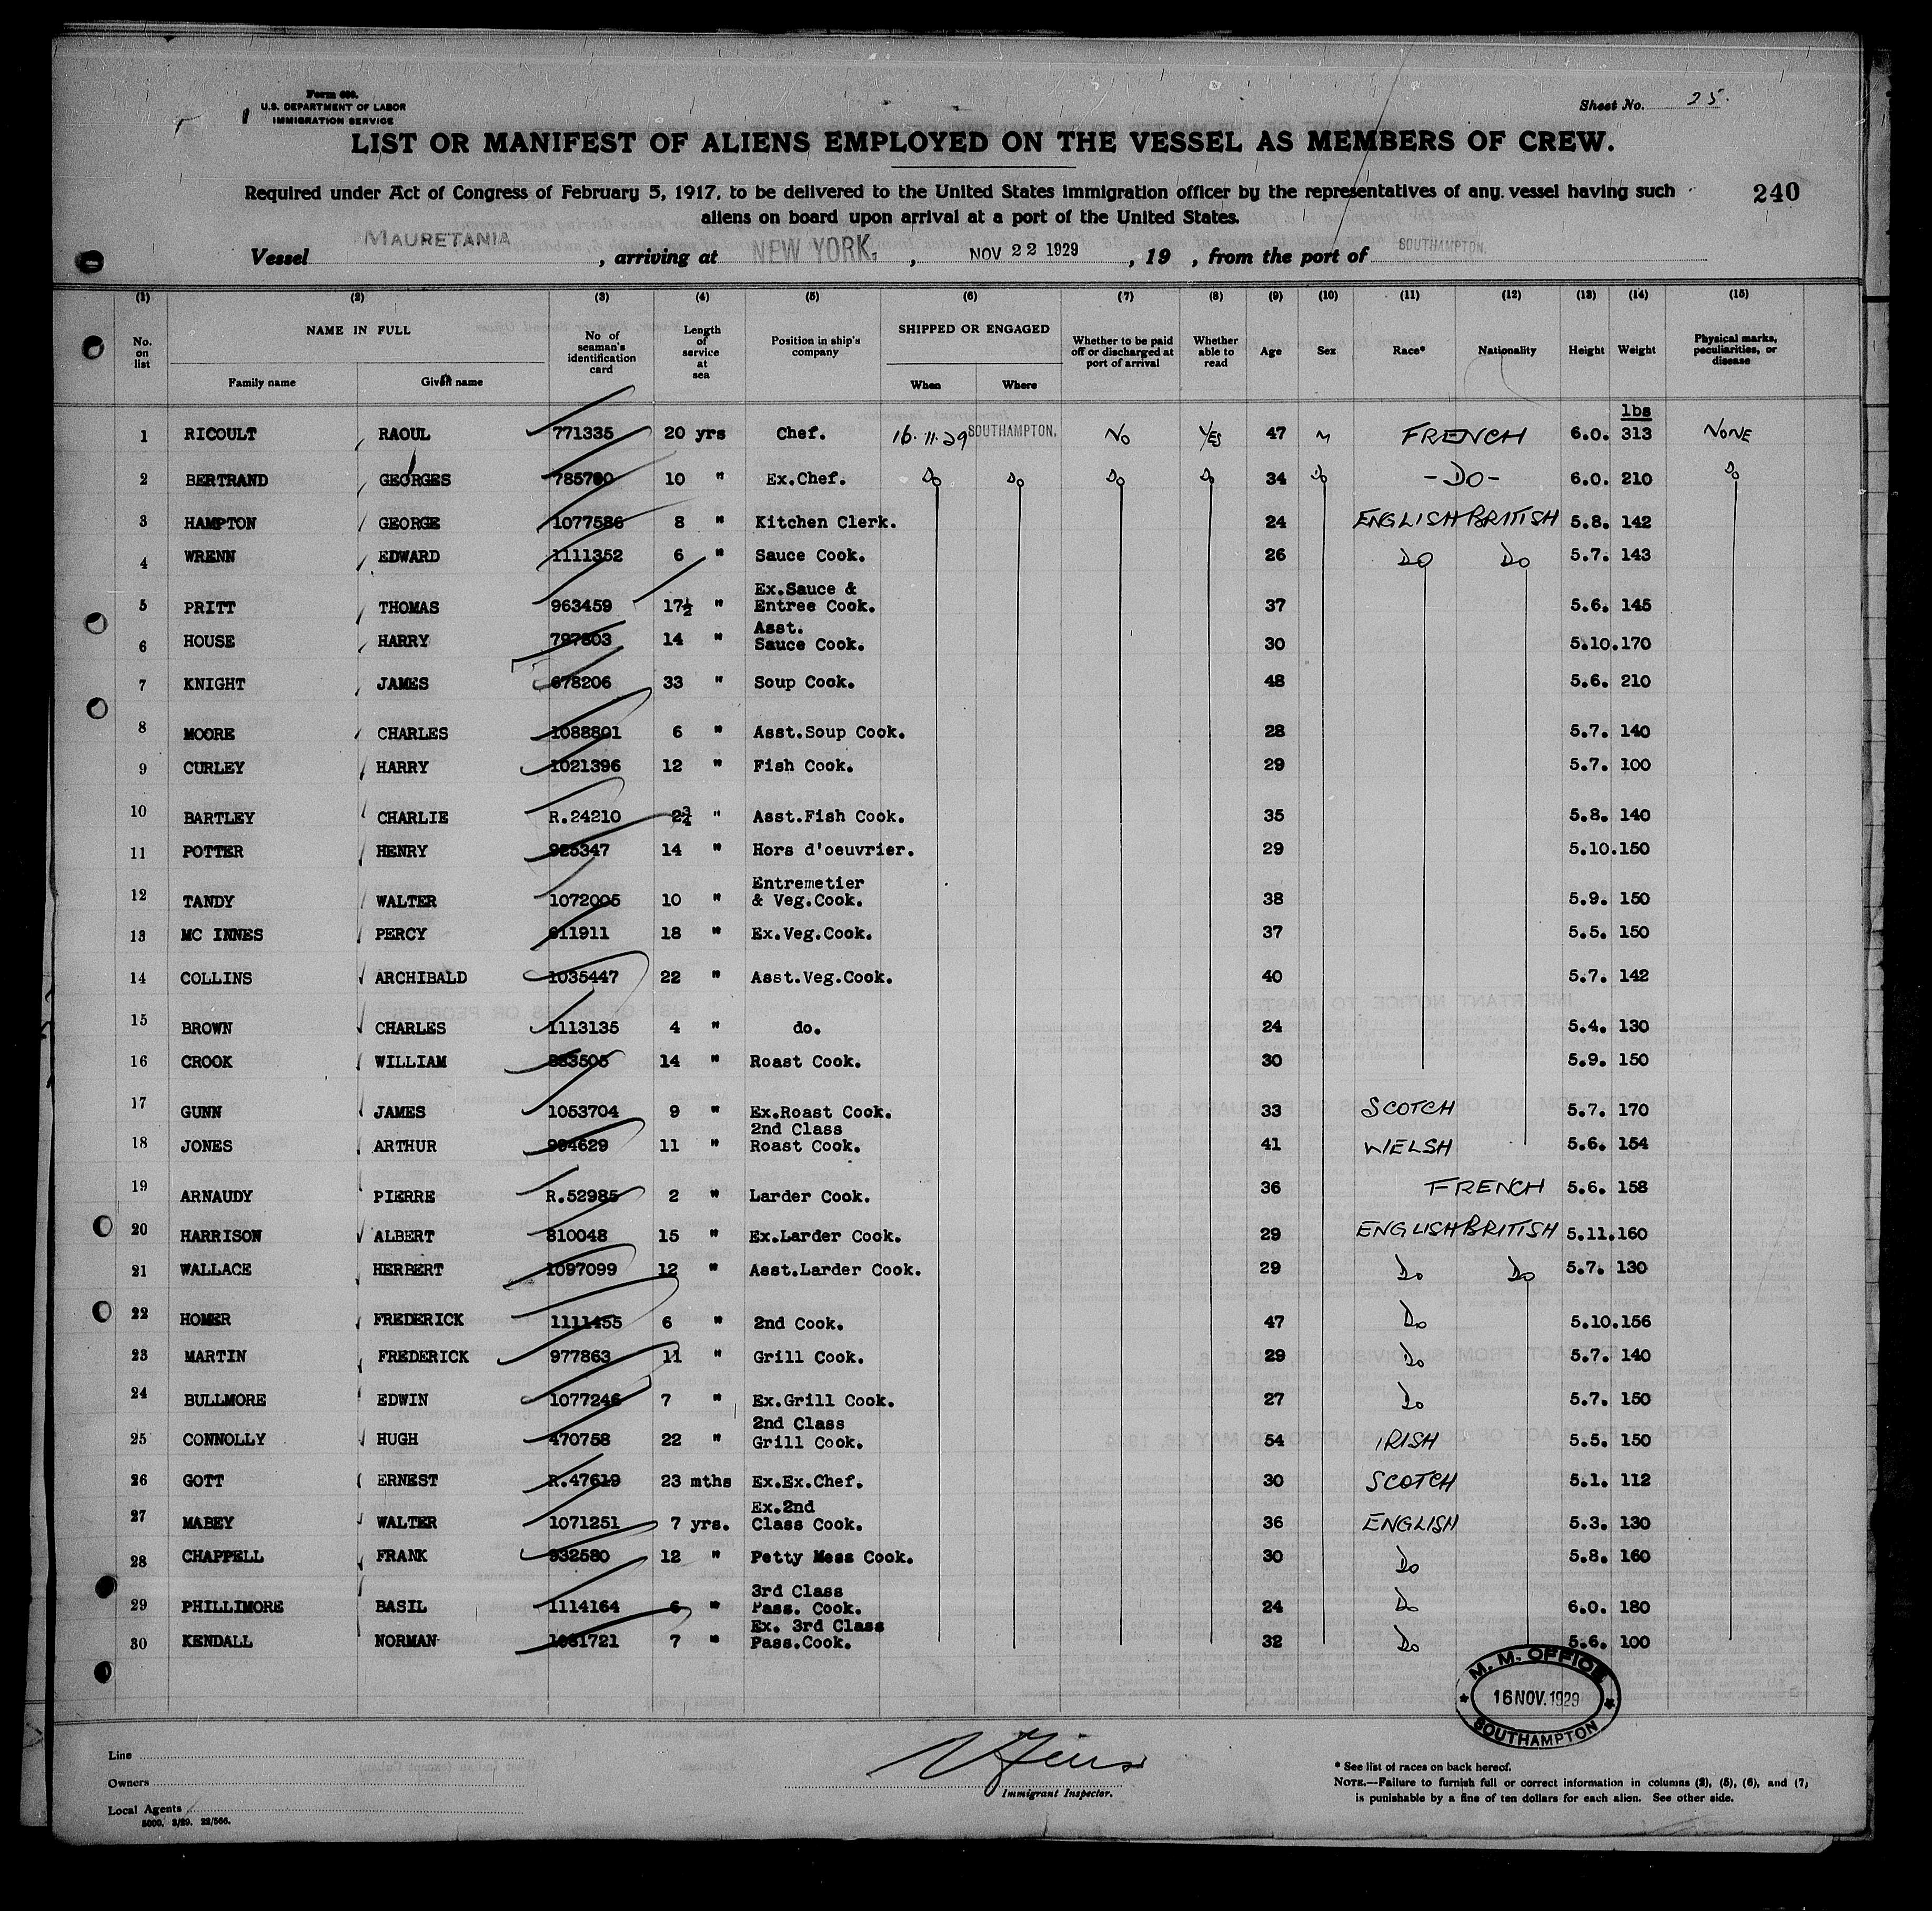 Form 680.
U.S. DEPARTMENT OF LABOR
IMMIGRATION SERVICE
Sheet No. 25.
LIST OR MANIFEST OF ALIENS EMPLOYED ON THE VESSEL AS MEMBERS OF CREW.
Required under Act of Congress of February 5, 1917, to be delivered to the United States immigration officer by the representatives of any vessel having such
aliens on board upon arrival at a port of the United States.
240
Vessel MAURETANIA, arriving at NEW YORK, NOV 22 1929, 19 , from the port of SOUTHAMPTON.
(1) (2) (3) (4) (5) (6) (7) (8) (9) (10) (11) (12) (13) (14) (15)
No. on list NAME IN FULL Family name Given name No of seaman's identification card Length of service at sea Position in ship's company SHIPPED OR ENGAGED When Where Whether to be paid off or discharged at port of arrival Whether able to read Age Sex Race* Nationality Height Weight Physical marks, peculiarities, or disease
lbs
1 RICOULT RAOUL 771335 20 yrs Chef. 16.11.29 SOUTHAMPTON. No YES 47 M FRENCH 6.0. 313 NONE
2 BERTRAND GEORGES 785790 10 " Ex.Chef. Do Do Do Do 34 Do -DO- 6.0. 210 Do
3 HAMPTON GEORGE 1077586 8 " Kitchen Clerk. 24 ENGLISH BRITISH 5.8. 142
4 WRENN EDWARD 1111352 6 " Sauce Cook. 26 DO DO 5.7. 143
5 PRITT THOMAS 963459 17½ " Ex.Sauce & Entree Cook. 37 5.6. 145
6 HOUSE HARRY 797803 14 " Asst. Sauce Cook. 30 5.10. 170
7 KNIGHT JAMES 678206 33 " Soup Cook. 48 5.6. 210
8 MOORE CHARLES 1088801 6 " Asst.Soup Cook. 28 5.7. 140
9 CURLEY HARRY 1021396 12 " Fish Cook. 29 5.7. 100
10 BARTLEY CHARLIE R.24210 2¾ " Asst.Fish Cook. 35 5.8. 140
11 POTTER HENRY 925347 14 " Hors d'oeuvrier. 29 5.10. 150
12 TANDY WALTER 1072005 10 " Entremetier & Veg.Cook. 38 5.9. 150
13 MC INNES PERCY 611911 18 " Ex.Veg.Cook. 37 5.5. 150
14 COLLINS ARCHIBALD 1035447 22 " Asst.Veg.Cook. 40 5.7. 142
15 BROWN CHARLES 1113135 4 " do. 24 5.4. 130
16 CROOK WILLIAM 883505 14 " Roast Cook. 30 5.9. 150
17 GUNN JAMES 1053704 9 " Ex.Roast Cook. 33 SCOTCH 5.7. 170
18 JONES ARTHUR 994629 11 " 2nd Class Roast Cook. 41 WELSH 5.6. 154
19 ARNAUDY PIERRE R.52985 2 " Larder Cook. 36 FRENCH 5.6. 158
20 HARRISON ALBERT 810048 15 " Ex.Larder Cook. 29 ENGLISH BRITISH 5.11. 160
21 WALLACE HERBERT 1097099 12 " Asst.Larder Cook. 29 Do Do 5.7. 130
22 HOMER FREDERICK 1111455 6 " 2nd Cook. 47 Do 5.10. 156
23 MARTIN FREDERICK 977863 11 " Grill Cook. 29 Do 5.7. 140
24 BULLMORE EDWIN 1077246 7 " Ex.Grill Cook. 27 Do 5.7. 150
25 CONNOLLY HUGH 470758 22 " 2nd Class Grill Cook. 54 IRISH 5.5. 150
26 GOTT ERNEST R.47619 23 mths Ex.Ex.Chef. 30 SCOTCH 5.1. 112
27 MABEY WALTER 1071251 7 yrs. Ex.2nd Class Cook. 36 ENGLISH 5.3. 130
28 CHAPPELL FRANK 932580 12 " Petty Mess Cook. 30 Do 5.8. 160
29 PHILLIMORE BASIL 1114164 6 " 3rd Class Pass. Cook. 24 Do 6.0. 180
30 KENDALL NORMAN 7 " Ex. 3rd Class Pass.Cook. 32 Do 5.6. 100
M. M. OFFICE
16 NOV. 1929
SOUTHAMPTON
Line
Owners
Local Agents
5000. 8/29. 22/566.
Immigrant Inspector.
* See list of races on back hereof.
NOTE.—Failure to furnish full or correct information in columns (2), (5), (6), and (7,
is punishable by a fine of ten dollars for each alien. See other side.